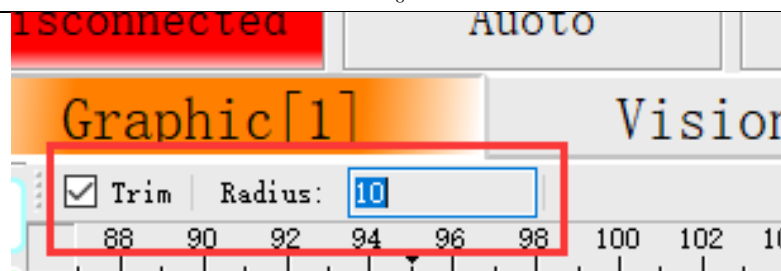 isconnected Auoto
Graphic[1] Vision
Trim Radius: 10
88 90 92 94 96 98 100 102